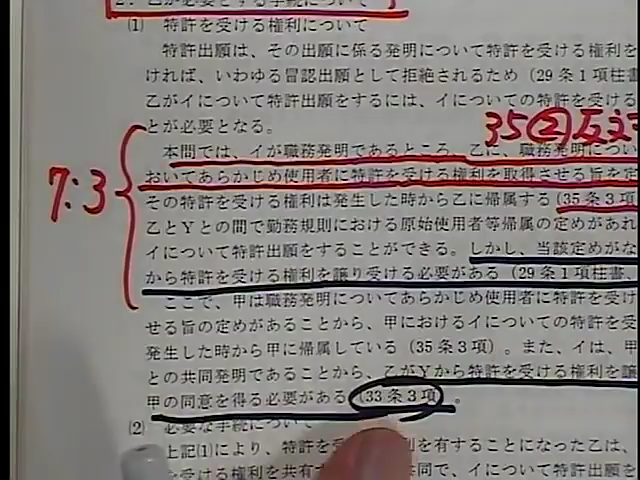 2．乙が必要とする手続について
(1) 特許を受ける権利について
特許出願は、その出願に係る発明について特許を受ける権利を
ければ、いわゆる冒認出願として拒絶されるため（29条1項柱書
乙がイについて特許出願をするには、イについての特許を受ける
とが必要となる。
35②
本問では、イが職務発明であるところ、乙に、職務発明につい
おいてあらかじめ使用者に特許を受ける権利を取得させる旨を定
7:3
その特許を受ける権利は発生した時から乙に帰属する（35条3項
乙とYとの間で勤務規則における原始使用者等帰属の定めがあれ
イについて特許出願をすることができる。しかし、当該定めがな
から特許を受ける権利を譲り受ける必要がある（29条1項柱書、
ここで、甲は職務発明についてあらかじめ使用者に特許を受け
せる旨の定めがあることから、甲におけるイについての特許を受
発生した時から甲に帰属している（35条3項）。また、イは、甲
との共同発明であることから、乙がYから特許を受ける権利を譲
甲の同意を得る必要がある（33条3項）。
(2) 必要な手続について
上記(1)により、特許を受 利を有することになった乙は、
を受ける権利を共有す 共同で、イについて特許出願を